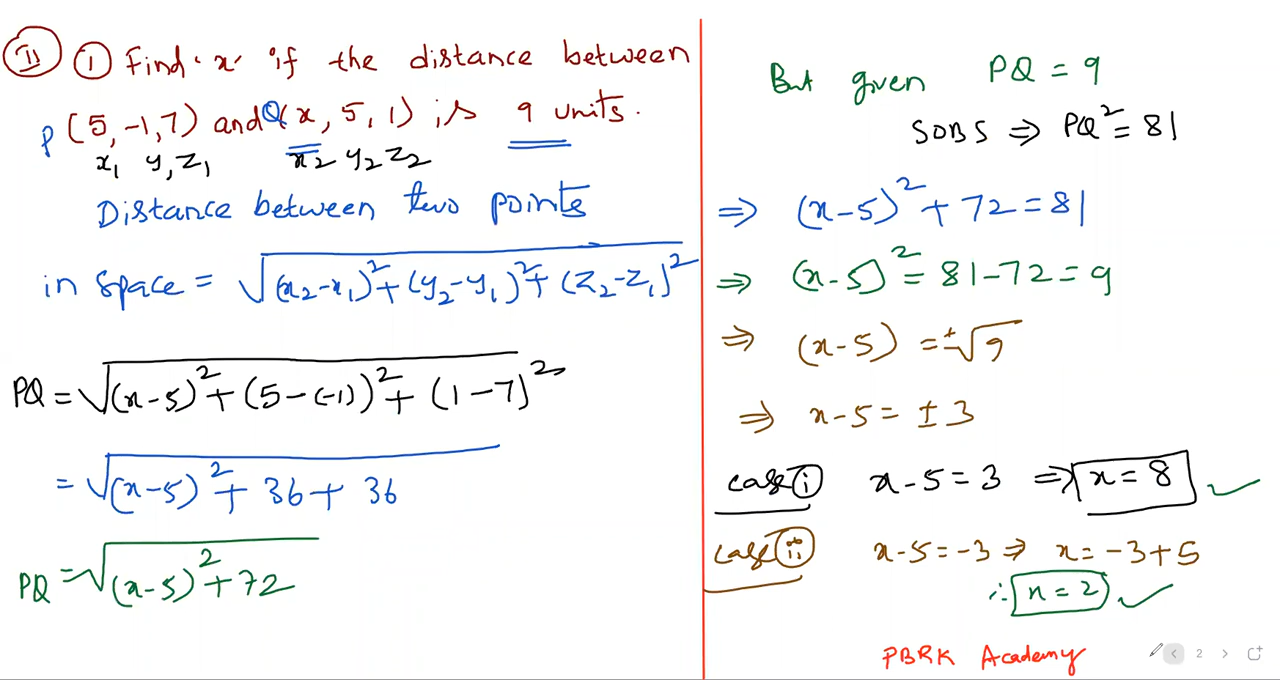 II ① Find 'x' if the distance between
P (5, -1, 7) and Q(x, 5, 1) is 9 units.
x₁ y₁ z₁ x₂ y₂ z₂
Distance between two points
in space = √(x₂-x₁)²+(y₂-y₁)²+(z₂-z₁)²
PQ = √(x-5)²+(5-(-1))²+(1-7)²
= √(x-5)²+36+36
PQ = √(x-5)²+72
But given PQ = 9
SOBS ⇒ PQ² = 81
⇒ (x-5)² + 72 = 81
⇒ (x-5)² = 81-72 = 9
⇒ (x-5) = ±√9
⇒ x-5 = ±3
case ⓘ x-5 = 3 ⇒ x = 8 ✓
case ⓘⓘ x-5 = -3 ⇒ x = -3+5
∴ x = 2 ✓
PBRK Academy
2